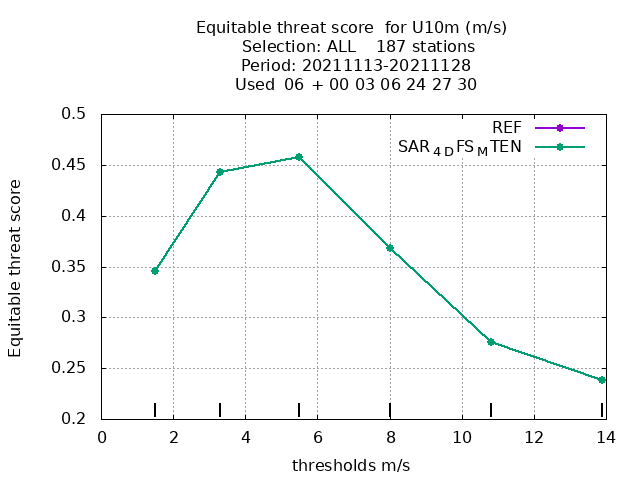 Equitable threat score  for U10m (m/s)
Selection: ALL    187 stations
Period: 20211113-20211128
Used  06  + 00 03 06 24 27 30
REF
SAR4DFSMTEN
Equitable threat score
0.5
0.45
0.4
0.35
0.3
0.25
0.2
0 2 4 6 8 10 12 14
thresholds m/s